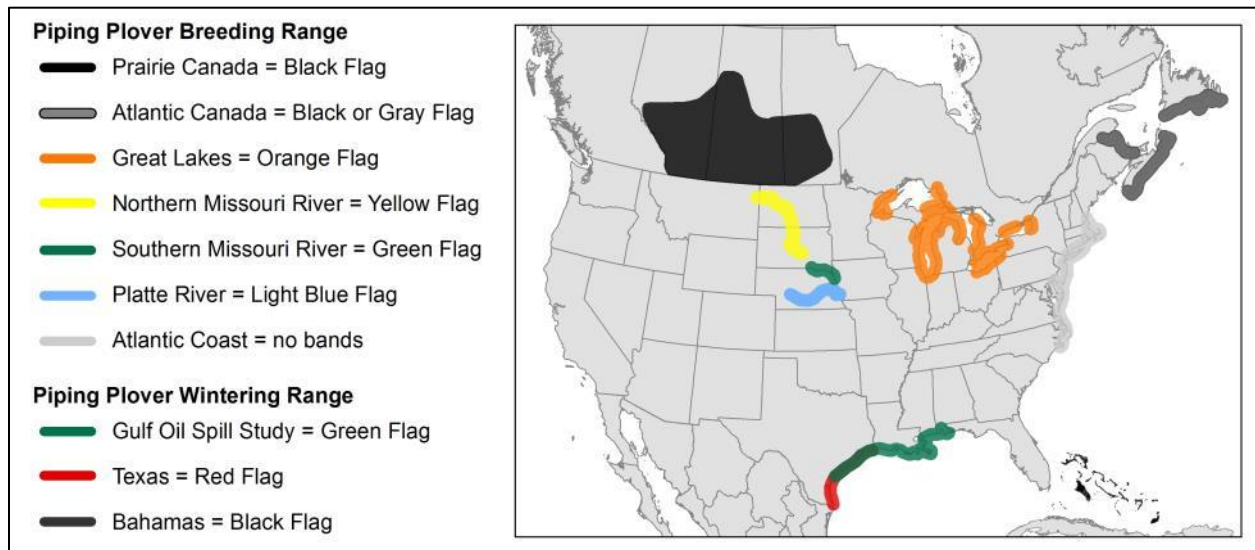 Piping Plover Breeding Range
Prairie Canada = Black Flag
Atlantic Canada = Black or Gray Flag
Great Lakes = Orange Flag
Northern Missouri River = Yellow Flag
Southern Missouri River = Green Flag
Platte River = Light Blue Flag
Atlantic Coast = no bands
Piping Plover Wintering Range
Gulf Oil Spill Study = Green Flag
Texas = Red Flag
Bahamas = Black Flag